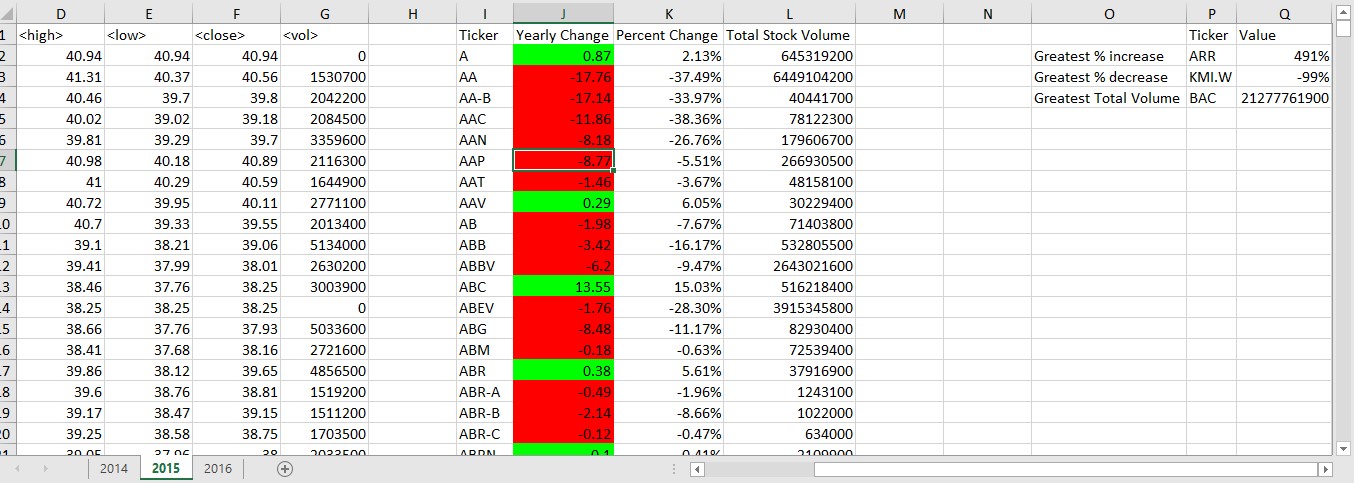 D E F G H I J K L M N O P Q
1 <high> <low> <close> <vol> Ticker Yearly Change Percent Change Total Stock Volume Ticker Value
2 40.94 40.94 40.94 0 A 0.87 2.13% 645319200 Greatest % increase ARR 491%
3 41.31 40.37 40.56 1530700 AA -17.76 -37.49% 6449104200 Greatest % decrease KMI.W -99%
4 40.46 39.7 39.8 2042200 AA-B -17.14 -33.97% 40441700 Greatest Total Volume BAC 21277761900
5 40.02 39.02 39.18 2084500 AAC -11.86 -38.36% 78122300
6 39.81 39.29 39.7 3359600 AAN -8.18 -26.76% 179606700
7 40.98 40.18 40.89 2116300 AAP -8.77 -5.51% 266930500
8 41 40.29 40.59 1644900 AAT -1.46 -3.67% 48158100
9 40.72 39.95 40.11 2771100 AAV 0.29 6.05% 30229400
0 40.7 39.33 39.55 2013400 AB -1.98 -7.67% 71403800
1 39.1 38.21 39.06 5134000 ABB -3.42 -16.17% 532805500
2 39.41 37.99 38.01 2630200 ABBV -6.2 -9.47% 2643021600
3 38.46 37.76 38.25 3003900 ABC 13.55 15.03% 516218400
4 38.25 38.25 38.25 0 ABEV -1.76 -28.30% 3915345800
5 38.66 37.76 37.93 5033600 ABG -8.48 -11.17% 82930400
6 38.41 37.68 38.16 2721600 ABM -0.18 -0.63% 72539400
7 39.86 38.12 39.65 4856500 ABR 0.38 5.61% 37916900
8 39.6 38.76 38.81 1519200 ABR-A -0.49 -1.96% 1243100
9 39.17 38.47 39.15 1511200 ABR-B -2.14 -8.66% 1022000
20 39.25 38.58 38.75 1703500 ABR-C -0.12 -0.47% 634000
2014 2015 2016